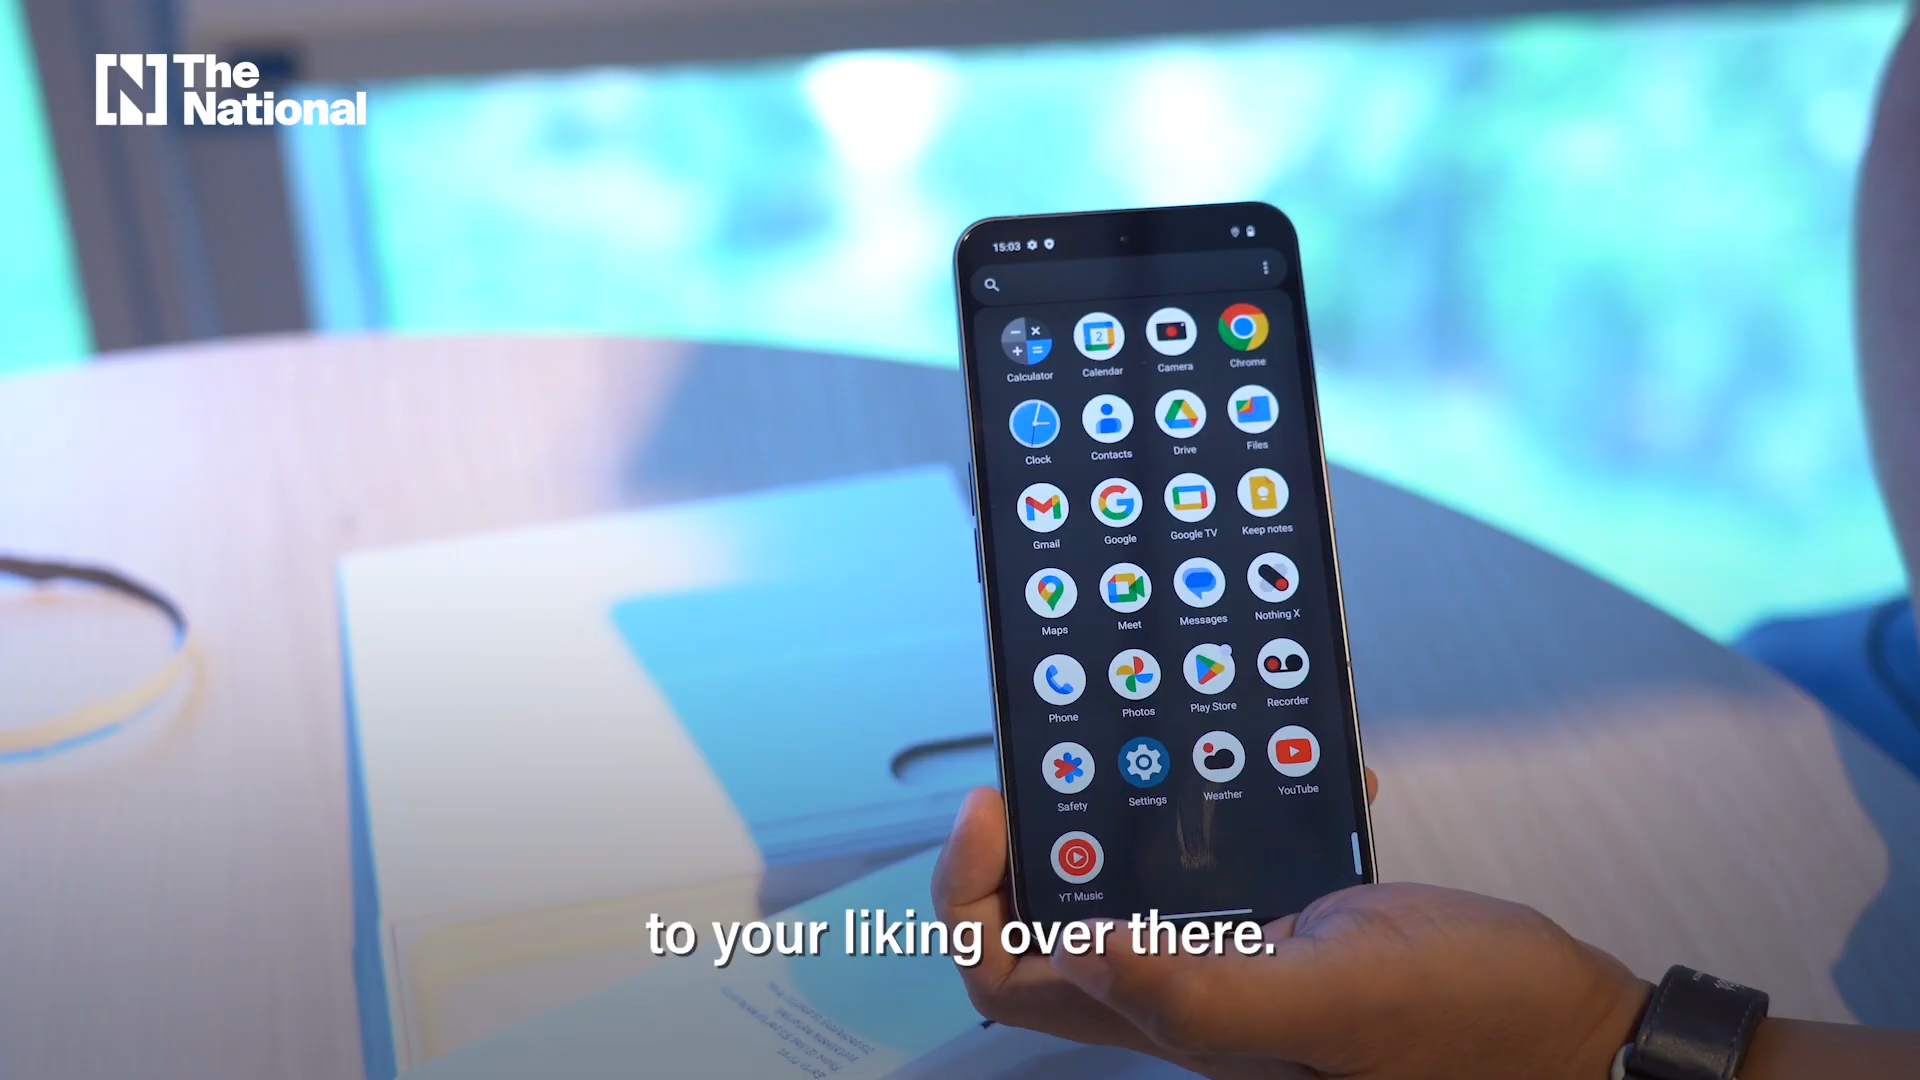 The
National
15:03
Calculator Calendar Camera Chrome
2
Clock Contacts Drive Files
Gmail Google Google TV Keep notes
Maps Meet Messages Nothing X
Phone Photos Play Store Recorder
Safety Settings Weather YouTube
YT Music
to your liking over there.